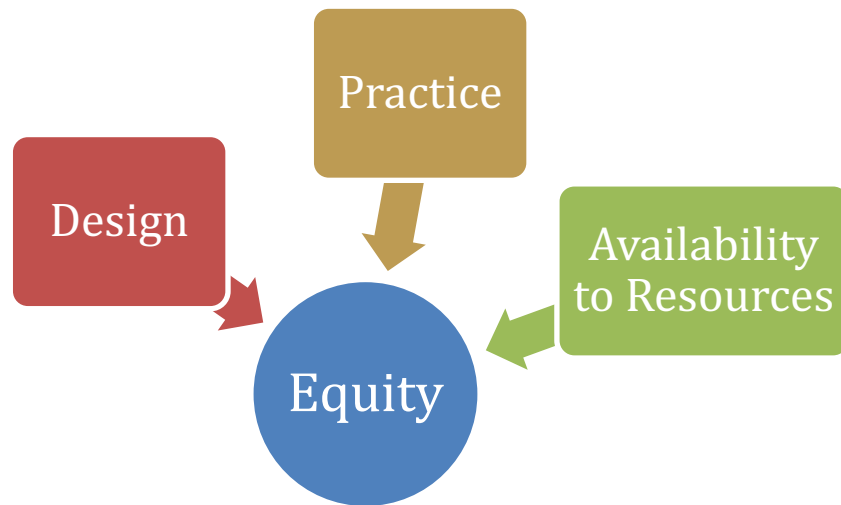 Practice
Design
Availability
to Resources
Equity